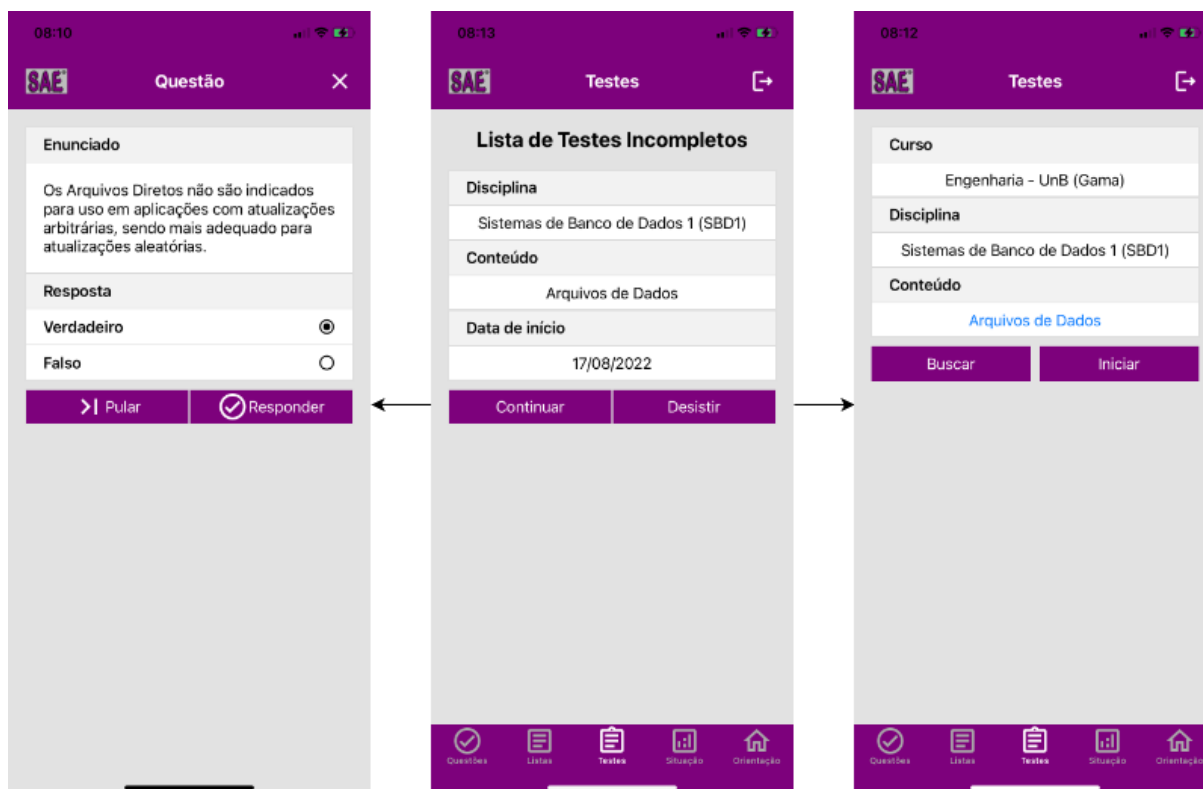 08:10
SAE
Questão
Enunciado
Os Arquivos Diretos não são indicados
para uso em aplicações com atualizações
arbitrárias, sendo mais adequado para
atualizações aleatórias.
Resposta
Verdadeiro
Falso
Pular
Responder
08:13
SAE
Testes
Lista de Testes Incompletos
Disciplina
Sistemas de Banco de Dados 1 (SBD1)
Conteúdo
Arquivos de Dados
Data de início
17/08/2022
Continuar
Desistir
Questões
Listas
Testes
Situação
Orientação
08:12
SAE
Testes
Curso
Engenharia - UnB (Gama)
Disciplina
Sistemas de Banco de Dados 1 (SBD1)
Conteúdo
Arquivos de Dados
Buscar
Iniciar
Questões
Listas
Testes
Situação
Orientação